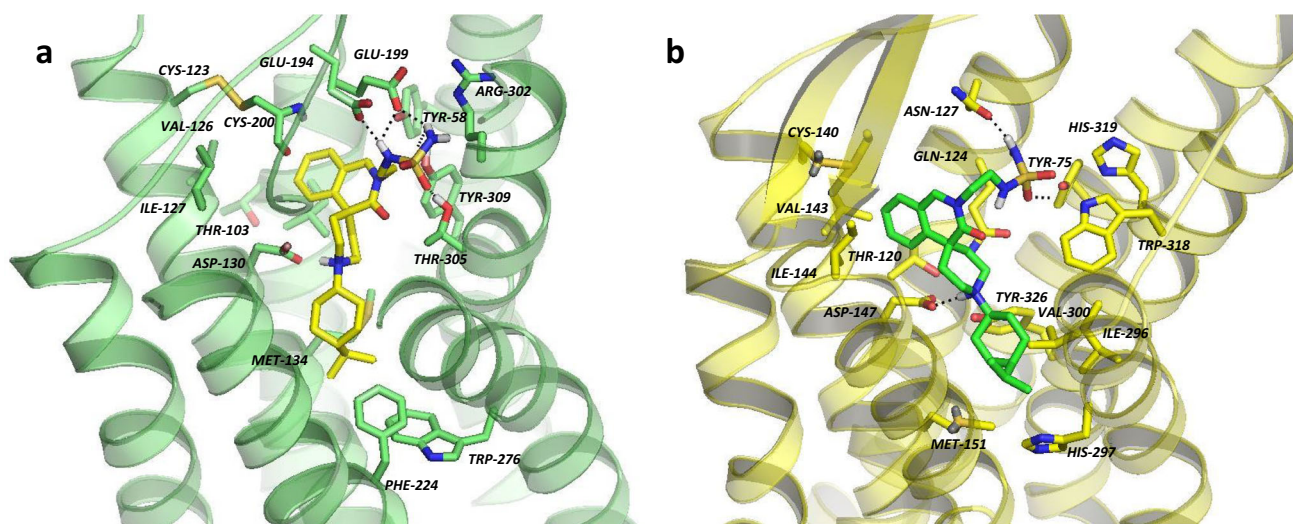 a
GLU-194
GLU-199
CYS-123
ARG-302
VAL-126
CYS-200
TYR-58
ILE-127
THR-103
TYR-309
ASP-130
THR-305
MET-134
TRP-276
PHE-224
b
ASN-127
CYS-140
HIS-319
GLN-124
TYR-75
VAL-143
TRP-318
ILE-144
THR-120
ASP-147
TYR-326
VAL-300
ILE-296
MET-151
HIS-297